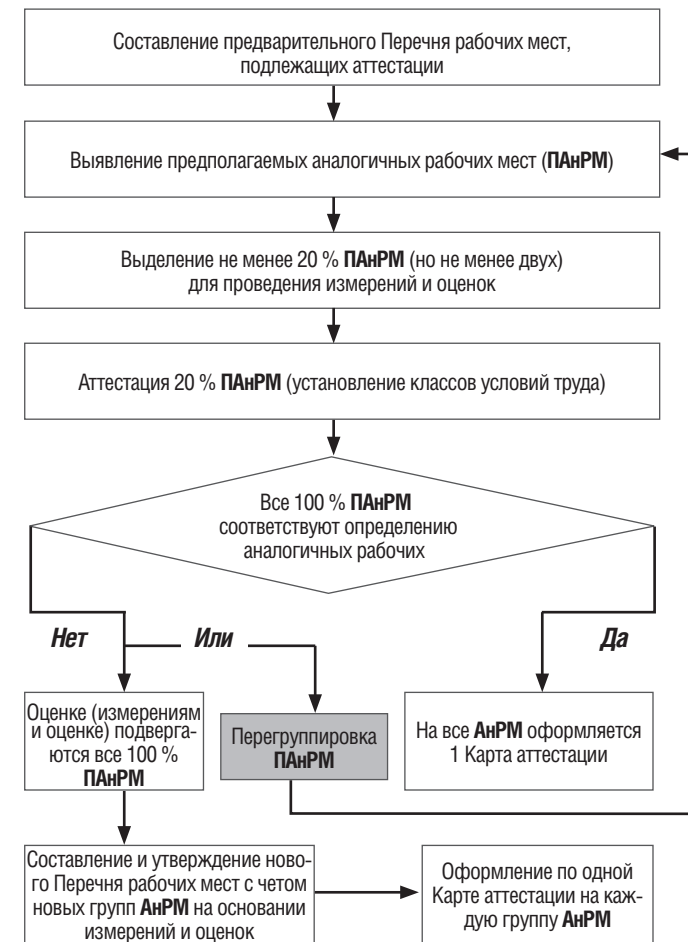 Составление предварительного Перечня рабочих мест,
подлежащих аттестации
Выявление предполагаемых аналогичных рабочих мест (ПАнРМ)
Выделение не менее 20 % ПАнРМ (но не менее двух)
для проведения измерений и оценок
Аттестация 20 % ПАнРМ (установление классов условий труда)
Все 100 % ПАнРМ
соответствуют определению
аналогичных рабочих
Нет
Или
Да
Оценке (измерениям
и оценке) подверга-
ются все 100 %
ПАнРМ
Перегруппировка
ПАнРМ
На все АнРМ оформляется
1 Карта аттестации
Составление и утверждение ново-
го Перечня рабочих мест с четом
новых групп АнРМ на основании
измерений и оценок
Оформление по одной
Карте аттестации на каж-
дую группу АнРМ